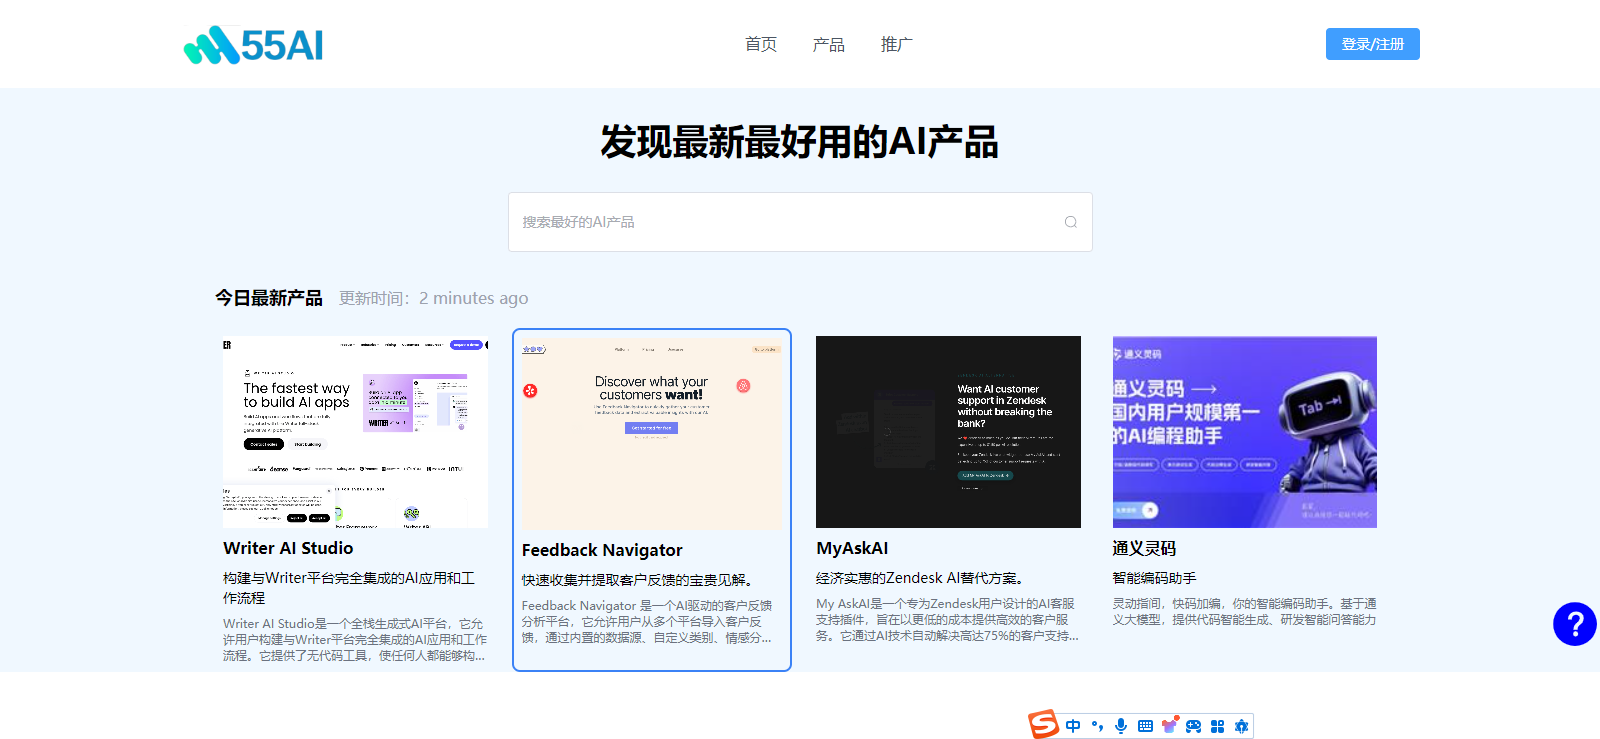 55AI
首页
产品
推广
登录/注册
发现最新最好用的AI产品
搜索最好的AI产品
今日最新产品
更新时间：2 minutes ago
The fastest way
to build AI apps
Contact sales
Start building
Writer AI Studio
构建与Writer平台完全集成的AI应用和工
作流程
Writer AI Studio是一个全栈生成式AI平台，它允
许用户构建与Writer平台完全集成的AI应用和工作
流程。它提供了无代码工具，使任何人都能够构...
Discover what your
customers want!
Get started for free
Feedback Navigator
快速收集并提取客户反馈的宝贵见解。
Feedback Navigator 是一个AI驱动的客户反馈
分析平台，它允许用户从多个平台导入客户反
馈，通过内置的数据源、自定义类别、情感分...
Want AI customer
support in Zendesk
without breaking the
bank?
MyAskAI
经济实惠的Zendesk AI替代方案。
My AskAI是一个专为Zendesk用户设计的AI客服
支持插件，旨在以更低的成本提供高效的客户服
务。它通过AI技术自动解决高达75%的客户支持...
通义灵码
通义灵码
国内用户规模第一
的AI编程助手
Tab
通义灵码
智能编码助手
灵动指间，快码加编，你的智能编码助手。基于通
义大模型，提供代码智能生成、研发智能问答能力
?
中